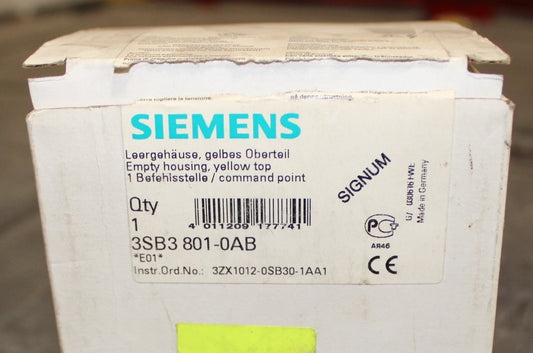 SIEMENS
Leergehäuse, gelbes Oberteil
Empty housing, yellow top
1 Befehlsstelle / command point
SIGNUM
Made in Germany
Qty
1
4 011209 177741
3SB3 801-0AB
*E01*
Instr.Ord.No.: 3ZX1012-0SB30-1AA1
АЯ46
CE